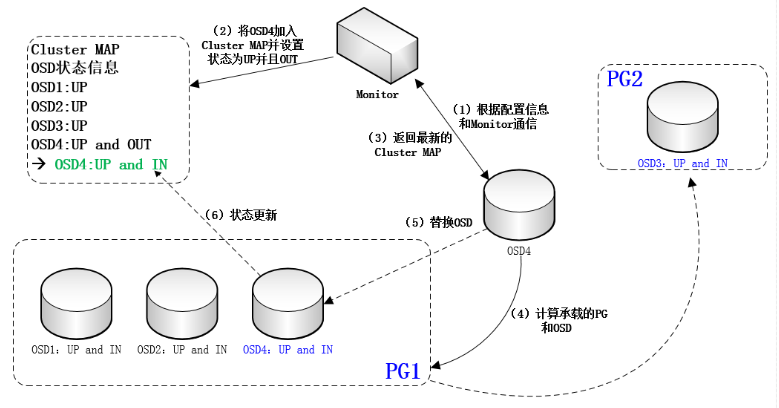 Cluster MAP
OSD状态信息
OSD1:UP
OSD2:UP
OSD3:UP
OSD4:UP and OUT
→ OSD4:UP and IN
(2) 将OSD4加入
Cluster MAP并设置
状态为UP并且OUT
Monitor
(1) 根据配置信息
和Monitor通信
(3) 返回最新的
Cluster MAP
PG2
OSD3: UP and IN
OSD4
(6) 状态更新
(5) 替换OSD
(4) 计算承载的PG
和OSD
OSD1: UP and IN
OSD2: UP and IN
OSD4: UP and IN
PG1